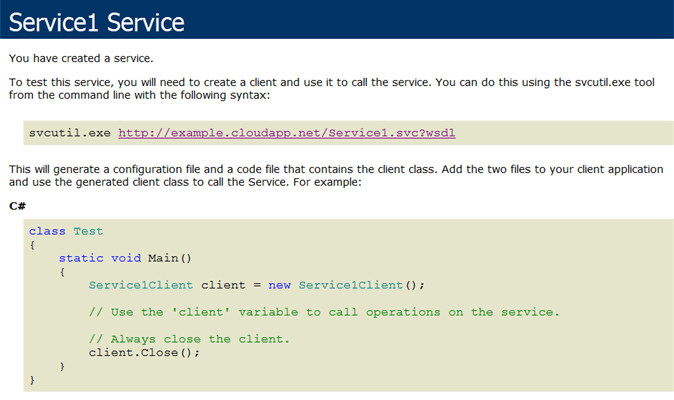 Service1 Service
You have created a service.
To test this service, you will need to create a client and use it to call the service. You can do this using the svcutil.exe tool
from the command line with the following syntax:
svcutil.exe http://example.cloudapp.net/Service1.svc?wsdl
This will generate a configuration file and a code file that contains the client class. Add the two files to your client application
and use the generated client class to call the Service. For example:
C#
class Test
{
    static void Main()
    {
        Service1Client client = new Service1Client();
        // Use the 'client' variable to call operations on the service.
        // Always close the client.
        client.Close();
    }
}